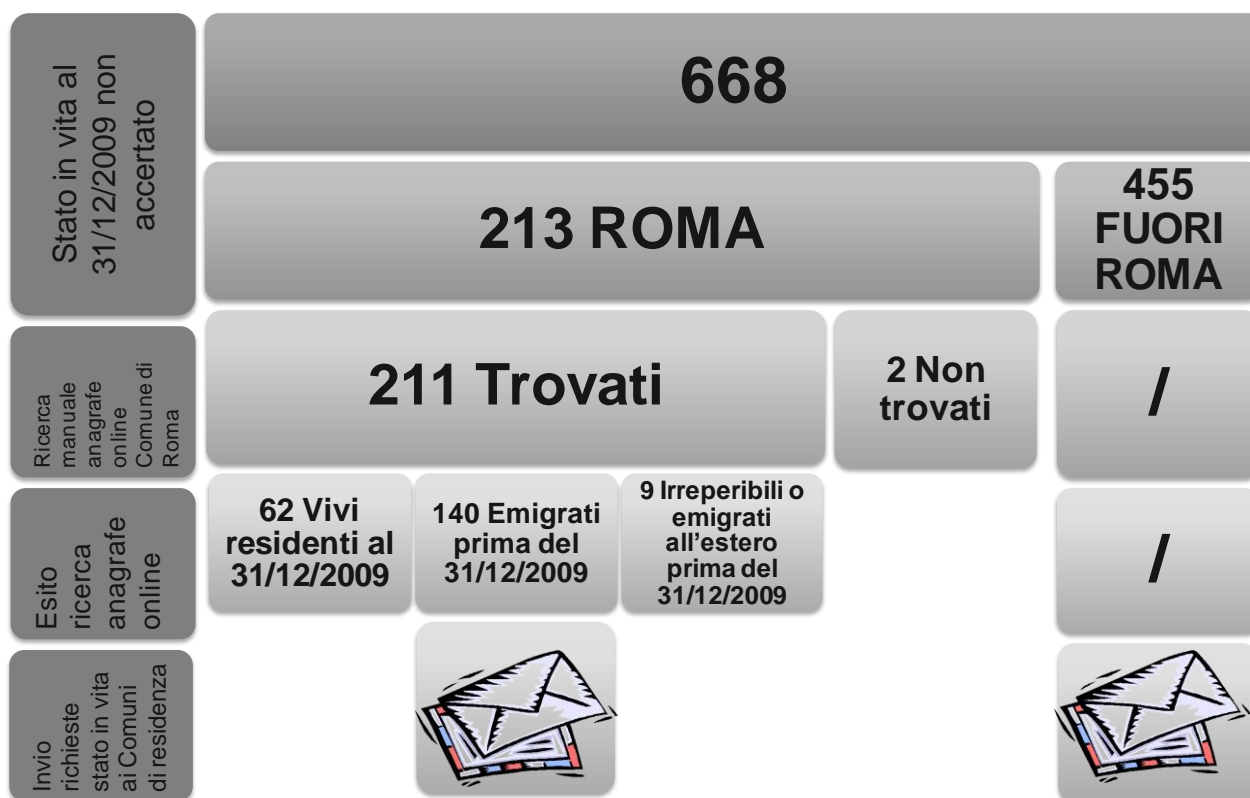 Stato in vita al
31/12/2009 non
accertato
668
213 ROMA
455
FUORI
ROMA
Ricerca
manuale
anagrafe
online
Comune di
Roma
211 Trovati
2 Non
trovati
/
Esito
ricerca
anagrafe
online
62 Vivi
residenti al
31/12/2009
140 Emigrati
prima del
31/12/2009
9 Irreperibili o
emigrati
all'estero
prima del
31/12/2009
/
Invio
richieste
stato in vita
ai Comuni
di residenza